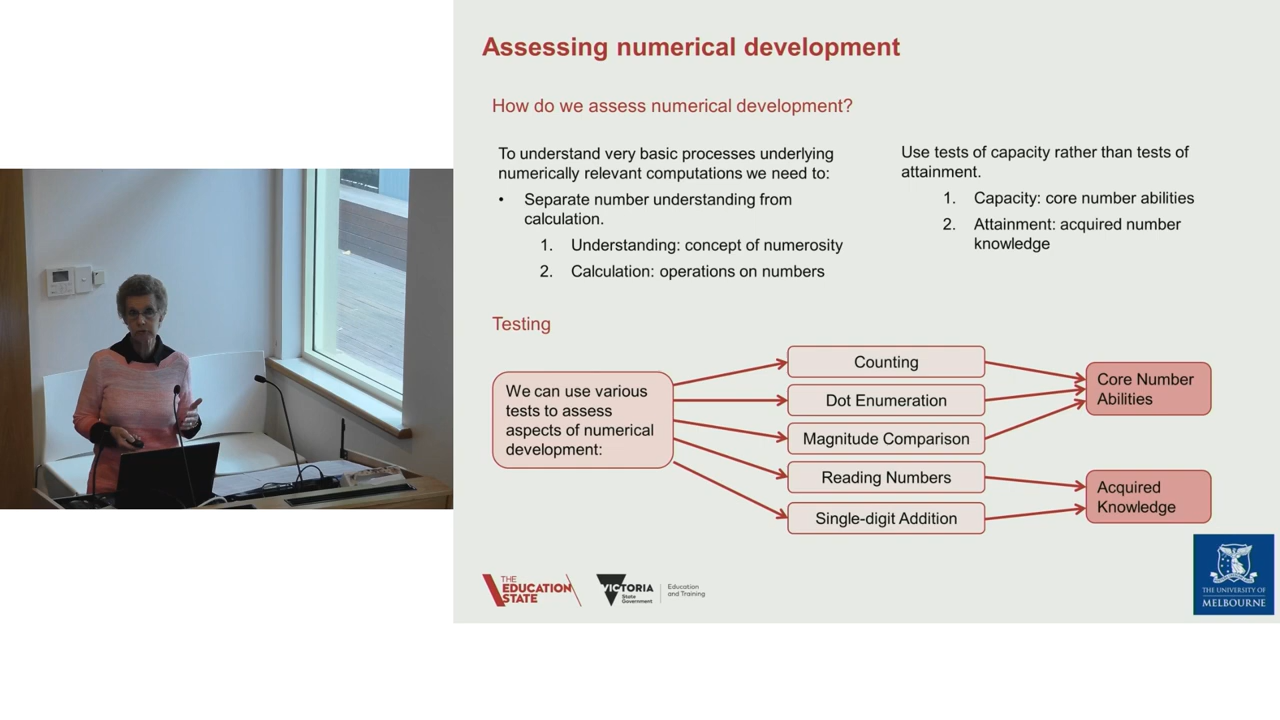 Assessing numerical development
How do we assess numerical development?
To understand very basic processes underlying
numerically relevant computations we need to:
• Separate number understanding from
calculation.
1. Understanding: concept of numerosity
2. Calculation: operations on numbers
Use tests of capacity rather than tests of
attainment.
1. Capacity: core number abilities
2. Attainment: acquired number
knowledge
Testing
We can use various
tests to assess
aspects of numerical
development:
Counting
Dot Enumeration
Magnitude Comparison
Reading Numbers
Single-digit Addition
Core Number
Abilities
Acquired
Knowledge
THE
EDUCATION
STATE
VICTORIA
State
Government
Education
and Training
THE UNIVERSITY OF
MELBOURNE